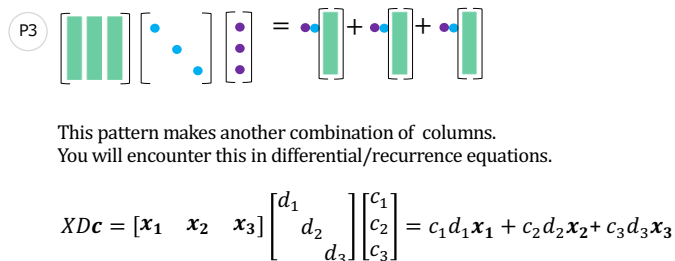 P3
= + +
This pattern makes another combination of columns.
You will encounter this in differential/recurrence equations.
XDc = [x₁ x₂ x₃] [d₁ d₂ d₃] [c₁ c₂ c₃] = c₁d₁x₁ + c₂d₂x₂+ c₃d₃x₃